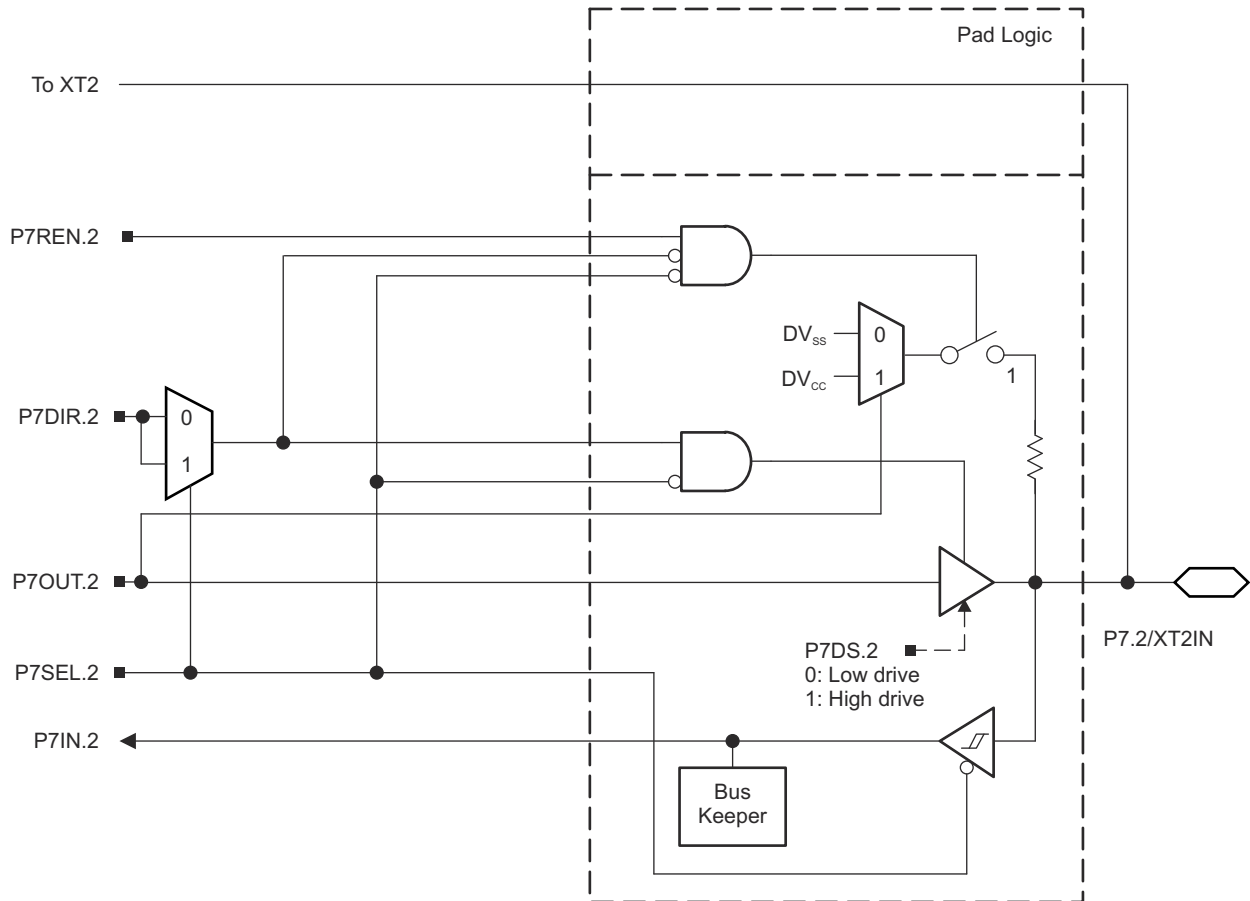 Pad Logic
To XT2
P7REN.2
DVSS
0
DVCC
1
1
P7DIR.2
0
1
P7OUT.2
P7DS.2
0: Low drive
1: High drive
P7.2/XT2IN
P7SEL.2
P7IN.2
Bus
Keeper